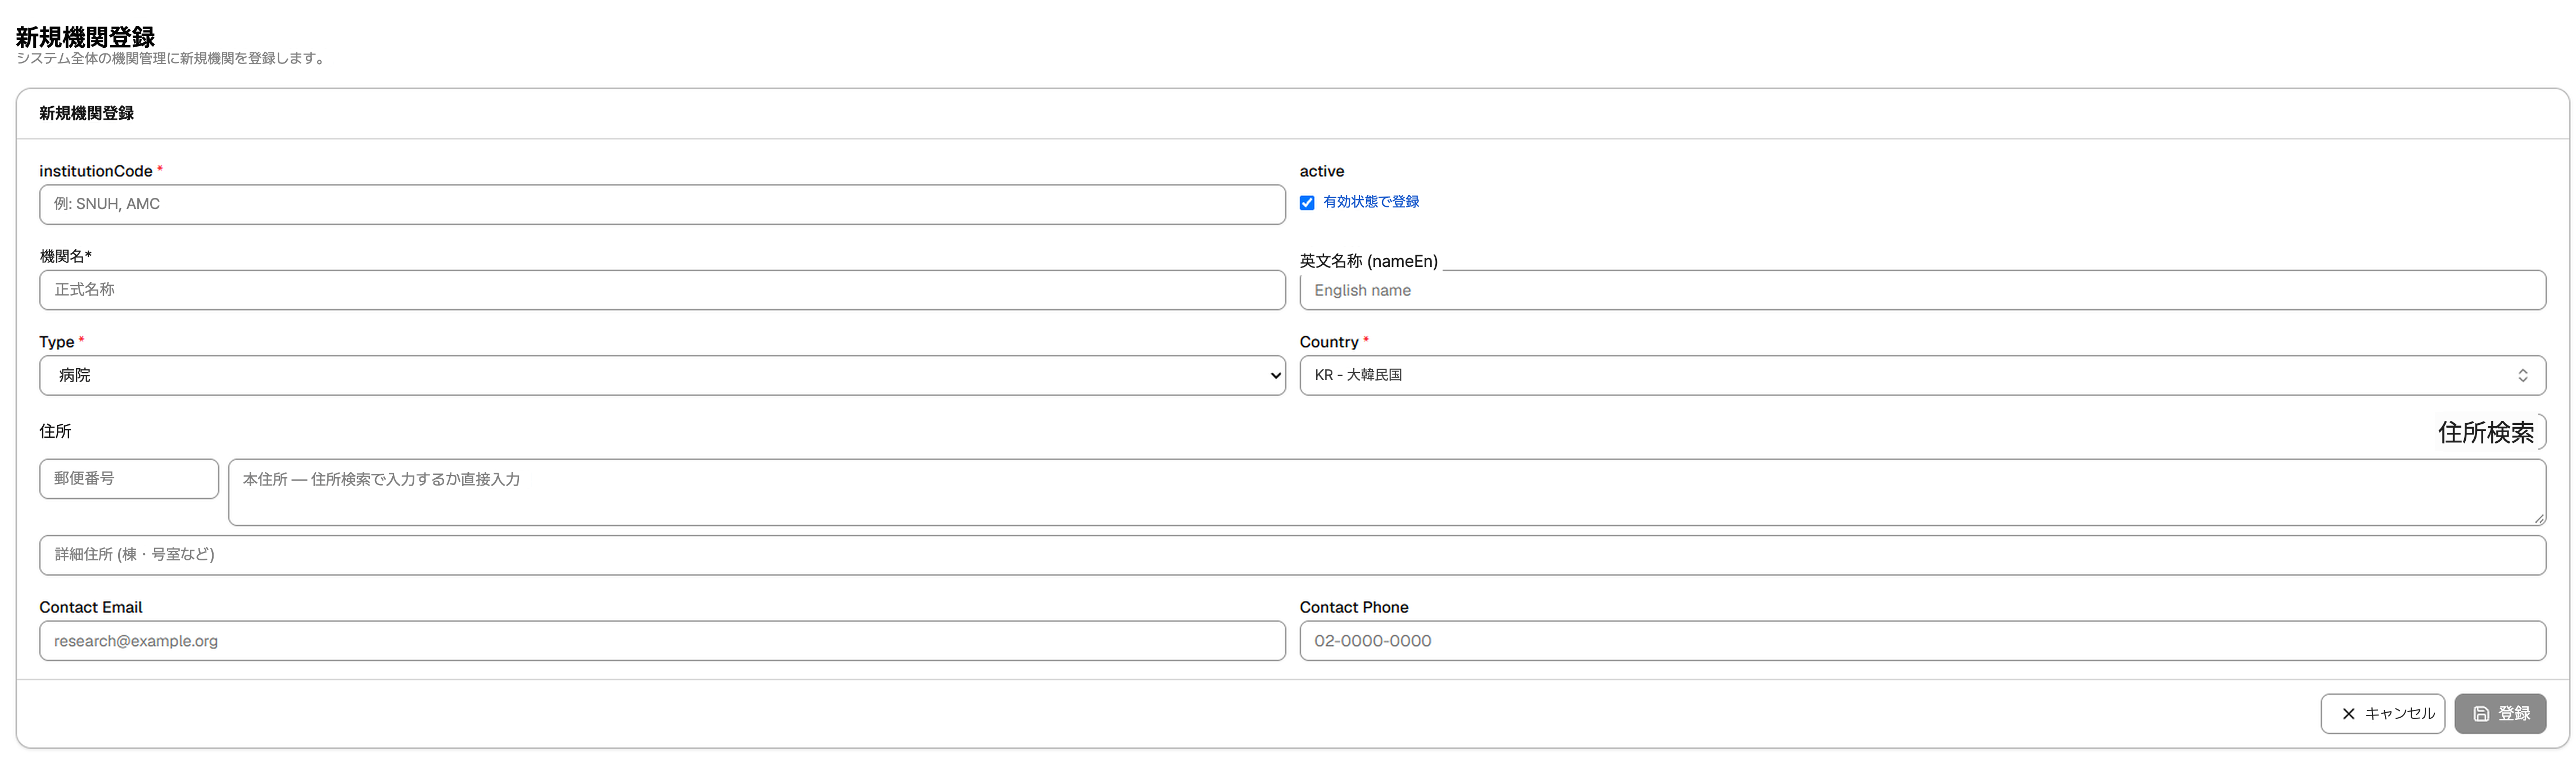 新規機関登録
システム全体の機関管理に新規機関を登録します。
新規機関登録
institutionCode *
active
例: SNUH, AMC
有効状態で登録
機関名*
英文名称 (nameEn)
正式名称
English name
Type *
Country *
病院
KR - 大韓民国
住所
住所検索
郵便番号
本住所 — 住所検索で入力するか直接入力
詳細住所 (棟・号室など)
Contact Email
Contact Phone
research@example.org
02-0000-0000
キャンセル
登録